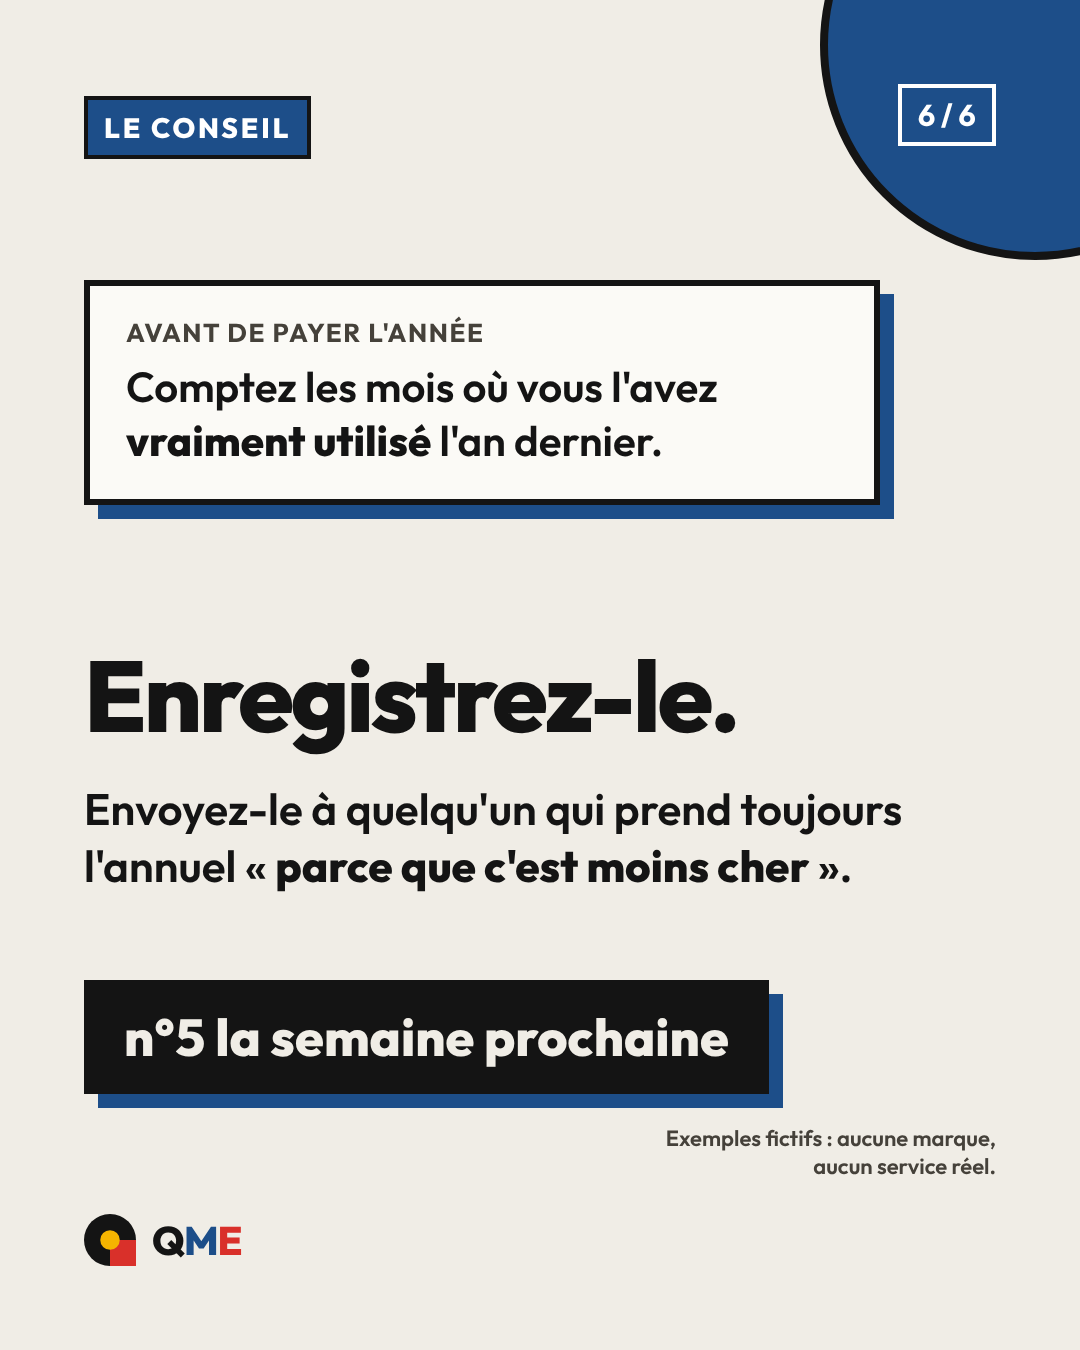 LE CONSEIL
6/6
AVANT DE PAYER L'ANNÉE
Comptez les mois où vous l'avez
vraiment utilisé l'an dernier.
Enregistrez-le.
Envoyez-le à quelqu'un qui prend toujours
l'annuel « parce que c'est moins cher ».
n°5 la semaine prochaine
Exemples fictifs : aucune marque,
aucun service réel.
QME